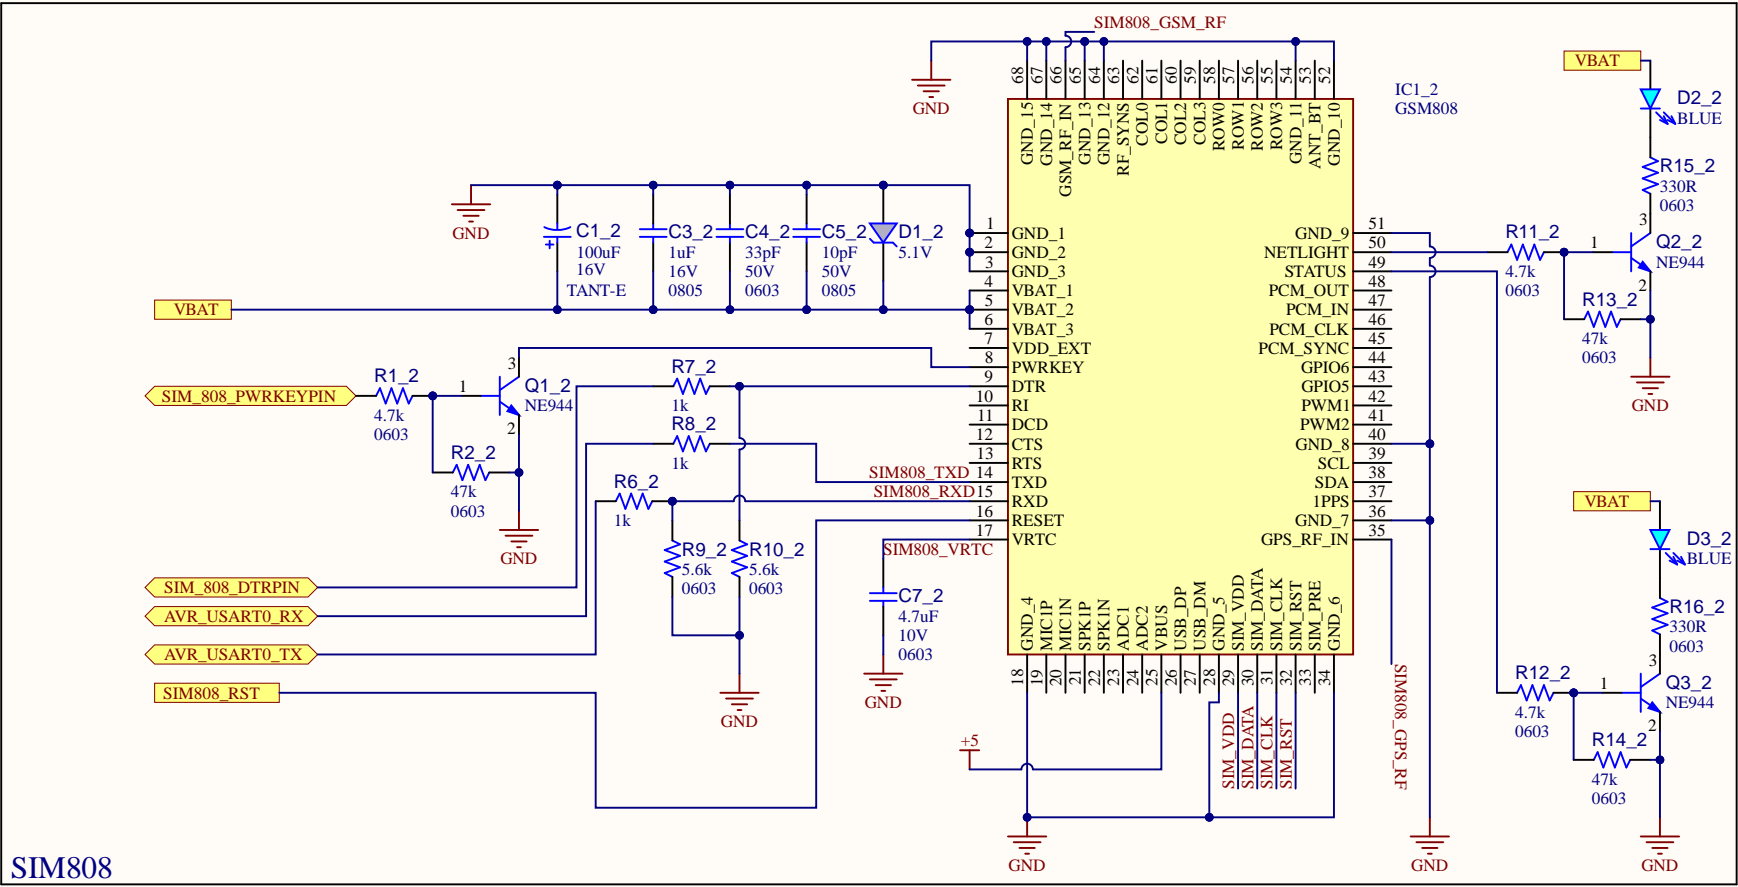 SIM808_GSM_RF
GND
68
67
66
65
64
63
62
61
60
59
58
57
56
55
54
53
52
GND_15
GND_14
GSM_RF_IN
GND_13
GND_12
RF_SYNS
COL0
COL1
COL2
COL3
ROW0
ROW1
ROW2
ROW3
GND_11
ANT_BT
GND_10
IC1_2
GSM808
VBAT
D2_2
BLUE
R15_2
330R
0603
3
Q2_2
NE944
1
2
R11_2
4.7k
0603
R13_2
47k
0603
GND
GND
C1_2
100uF
16V
TANT-E
+
C3_2
1uF
16V
0805
C4_2
33pF
50V
0603
C5_2
10pF
50V
0805
D1_2
5.1V
VBAT
1 GND_1
2 GND_2
3 GND_3
4 VBAT_1
5 VBAT_2
6 VBAT_3
7 VDD_EXT
8 PWRKEY
9 DTR
10 RI
11 DCD
12 CTS
13 RTS
SIM808_TXD 14 TXD
SIM808_RXD 15 RXD
16 RESET
17 VRTC
SIM808_VRTC
GND_9 51
NETLIGHT 50
STATUS 49
PCM_OUT 48
PCM_IN 47
PCM_CLK 46
PCM_SYNC 45
GPIO6 44
GPIO5 43
PWM1 42
PWM2 41
GND_8 40
SCL 39
SDA 38
1PPS 37
GND_7 36
GPS_RF_IN 35
SIM_808_PWRKEYPIN
R1_2
4.7k
0603
1
3
Q1_2
NE944
2
R2_2
47k
0603
GND
R7_2
1k
R8_2
1k
R6_2
1k
R9_2
5.6k
0603
R10_2
5.6k
0603
GND
SIM_808_DTRPIN
AVR_USART0_RX
AVR_USART0_TX
SIM808_RST
C7_2
4.7uF
10V
0603
GND
GND_4
MIC1P
MIC1N
SPK1P
SPK1N
ADC1
ADC2
VBUS
USB_DP
USB_DM
GND_5
SIM_VDD
SIM_DATA
SIM_CLK
SIM_RST
SIM_PRE
GND_6
18
19
20
21
22
23
24
25
26
27
28
29
30
31
32
33
34
+5
SIM_VDD
SIM_DATA
SIM_CLK
SIM_RST
SIM808_GPS_RF
GND
GND
VBAT
D3_2
BLUE
R16_2
330R
0603
3
Q3_2
NE944
1
2
R12_2
4.7k
0603
R14_2
47k
0603
GND
SIM808